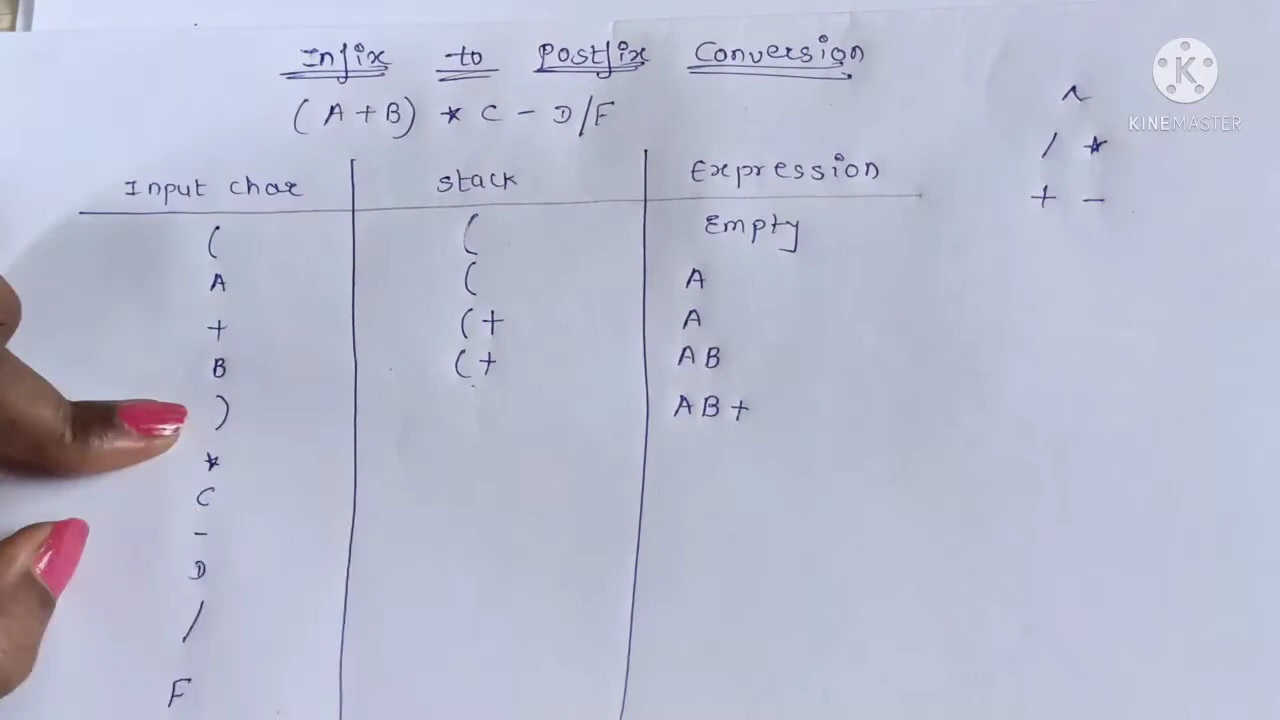 Infix to Postfix Conversion
(A+B) * C - D/F
^
/ *
+ -
KINEMASTER
Input char stack Expression
( ( Empty
A ( A
+ (+ A
B (+ AB
) AB+
*
C
-
D
/
F